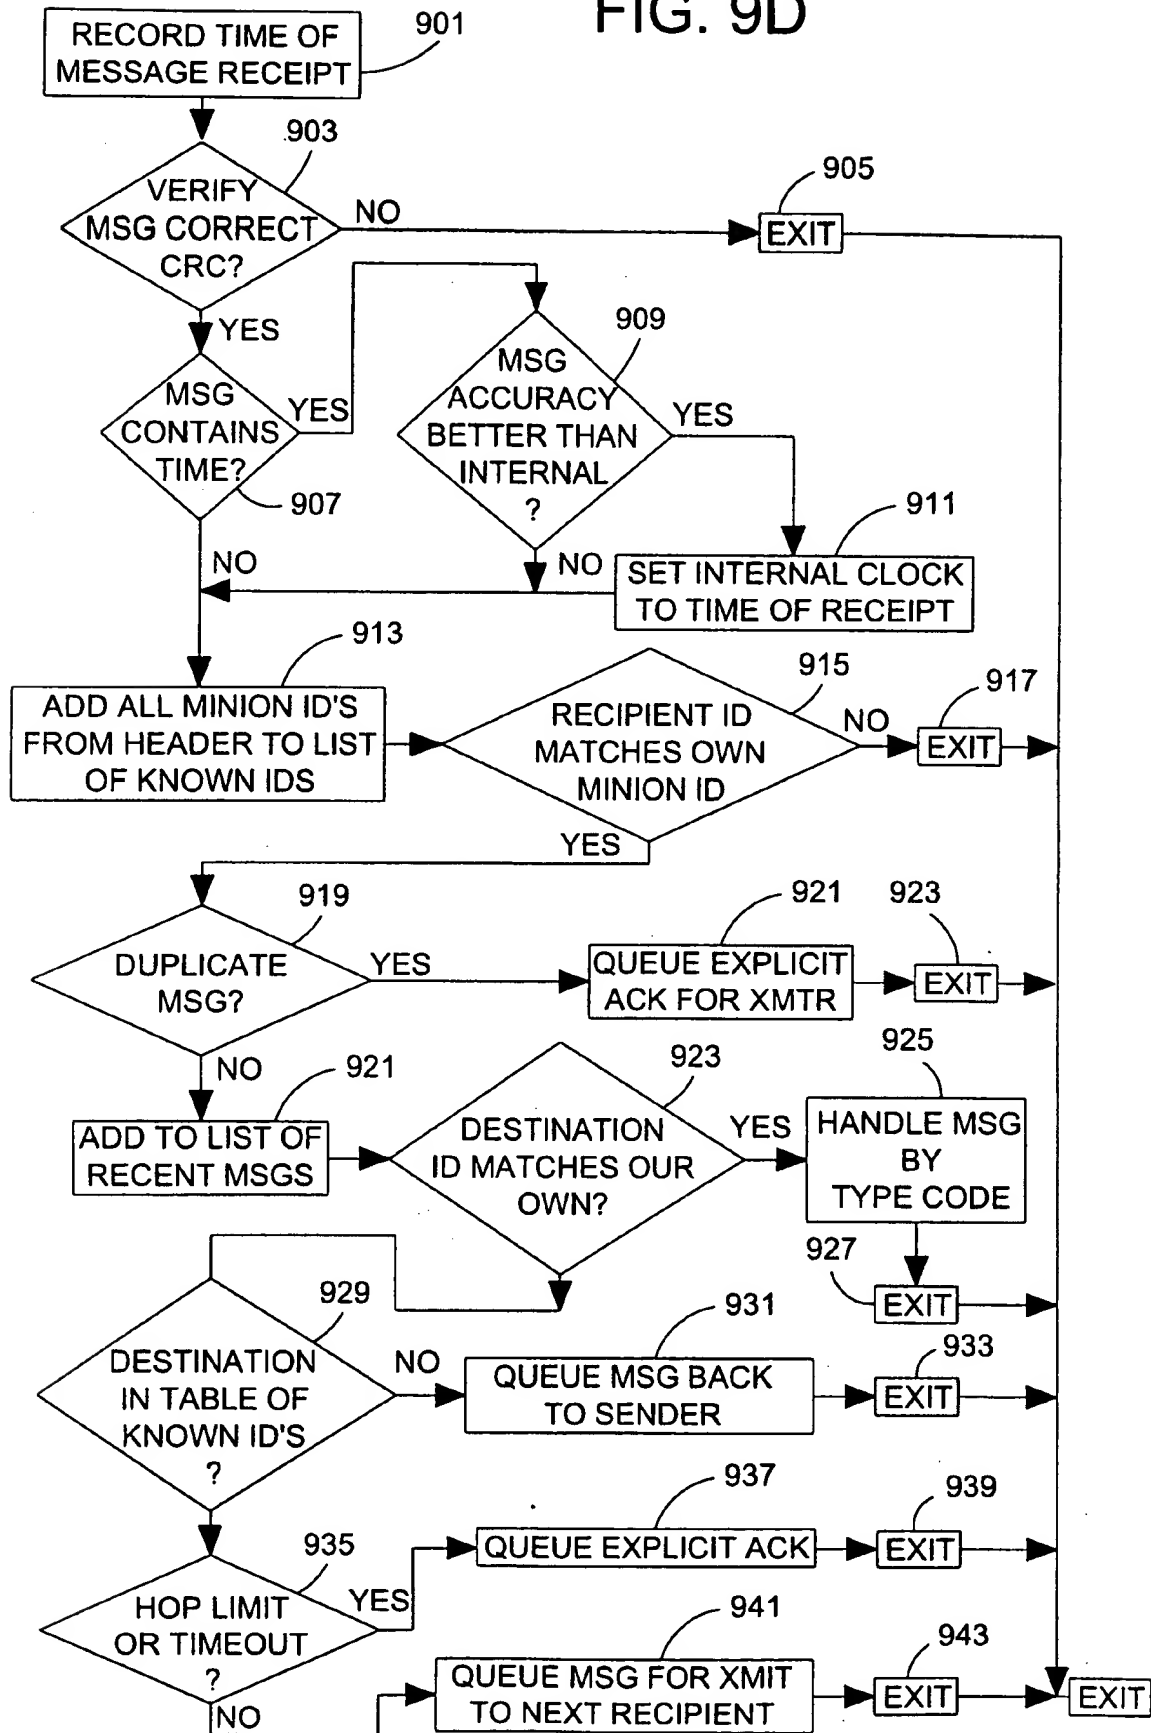 FIG. 9D
RECORD TIME OF
MESSAGE RECEIPT
901
903
VERIFY
MSG CORRECT
CRC?
NO
905
EXIT
YES
MSG
CONTAINS
TIME?
907
YES
909
MSG
ACCURACY
BETTER THAN
INTERNAL
?
YES
911
NO
NO
SET INTERNAL CLOCK
TO TIME OF RECEIPT
913
ADD ALL MINION ID'S
FROM HEADER TO LIST
OF KNOWN IDS
915
RECIPIENT ID
MATCHES OWN
MINION ID
NO
917
EXIT
YES
919
DUPLICATE
MSG?
YES
921
QUEUE EXPLICIT
ACK FOR XMTR
923
EXIT
NO
921
ADD TO LIST OF
RECENT MSGS
923
DESTINATION
ID MATCHES OUR
OWN?
YES
925
HANDLE MSG
BY
TYPE CODE
927
EXIT
929
DESTINATION
IN TABLE OF
KNOWN ID'S
?
NO
931
QUEUE MSG BACK
TO SENDER
933
EXIT
935
HOP LIMIT
OR TIMEOUT
?
YES
937
QUEUE EXPLICIT ACK
939
EXIT
NO
941
QUEUE MSG FOR XMIT
TO NEXT RECIPIENT
943
EXIT
EXIT